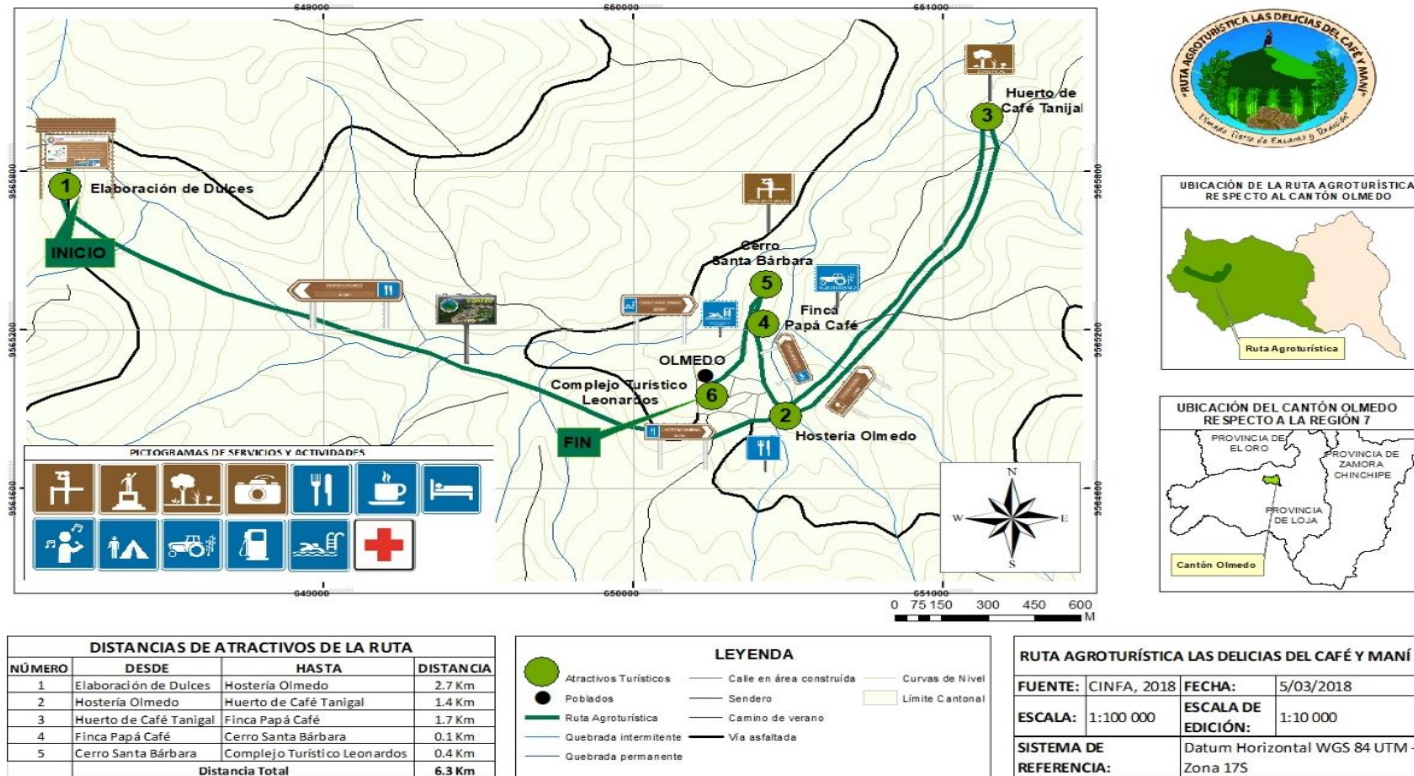 649000
650000
651000
9565800
9565200
9564600
9565800
9565200
9564600
649000
650000
651000
1
Elaboración de Dulces
INICIO
Huerto de
Café Tanijal
3
Cerro
Santa Bárbara
5
4
Finca
Papá Café
OLMEDO
Complejo Turístico
Leonardos
6
2
Hostería Olmedo
FIN
PICTOGRAMAS DE SERVICIOS Y ACTIVIDADES
N
W
E
S
0 75 150 300 450 600
M
"RUTA AGROTURÍSTICA LAS DELICIAS DEL CAFÉ Y MANÍ"
"Olmedo Tierra de Encanto y Tradición"
UBICACIÓN DE LA RUTA AGROTURÍSTICA
RESPECTO AL CANTÓN OLMEDO
Ruta Agroturística
UBICACIÓN DEL CANTÓN OLMEDO
RESPECTO A LA REGIÓN 7
PROVINCIA DE
EL ORO
PROVINCIA DE
ZAMORA
CHINCHIPE
PROVINCIA
DE LOJA
Cantón Olmedo
DISTANCIAS DE ATRACTIVOS DE LA RUTA
NÚMERO DESDE HASTA DISTANCIA
1 Elaboración de Dulces Hostería Olmedo 2.7 Km
2 Hostería Olmedo Huerto de Café Tanigal 1.4 Km
3 Huerto de Café Tanigal Finca Papá Café 1.7 Km
4 Finca Papá Café Cerro Santa Bárbara 0.1 Km
5 Cerro Santa Bárbara Complejo Turístico Leonardos 0.4 Km
Distancia Total 6.3 Km
LEYENDA
Atractivos Turísticos
Poblados
Ruta Agroturística
Quebrada intermitente
Quebrada permanente
Calle en área construída
Sendero
Camino de verano
Vía asfaltada
Curvas de Nivel
Límite Cantonal
RUTA AGROTURÍSTICA LAS DELICIAS DEL CAFÉ Y MANÍ
FUENTE: CINFA, 2018 FECHA: 5/03/2018
ESCALA: 1:100 000 ESCALA DE EDICIÓN: 1:10 000
SISTEMA DE REFERENCIA: Datum Horizontal WGS 84 UTM -
Zona 17S